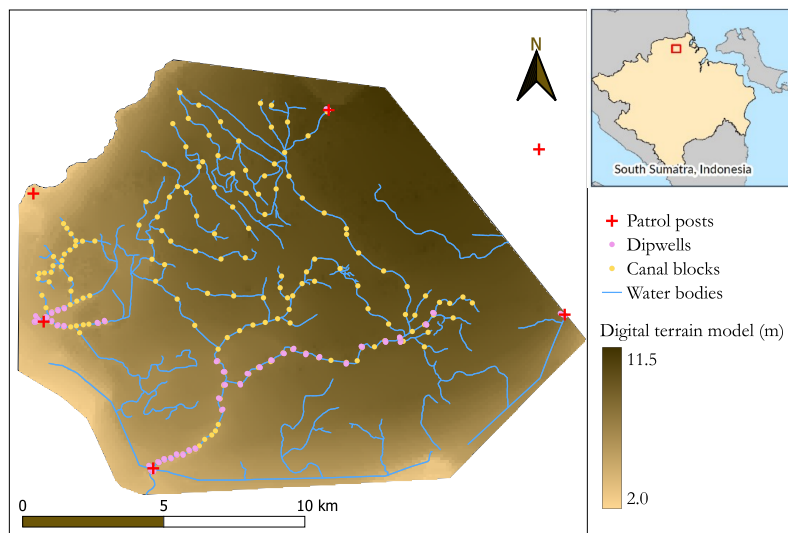 N
South Sumatra, Indonesia
Patrol posts
Dipwells
Canal blocks
Water bodies
Digital terrain model (m)
11.5
2.0
0 5 10 km